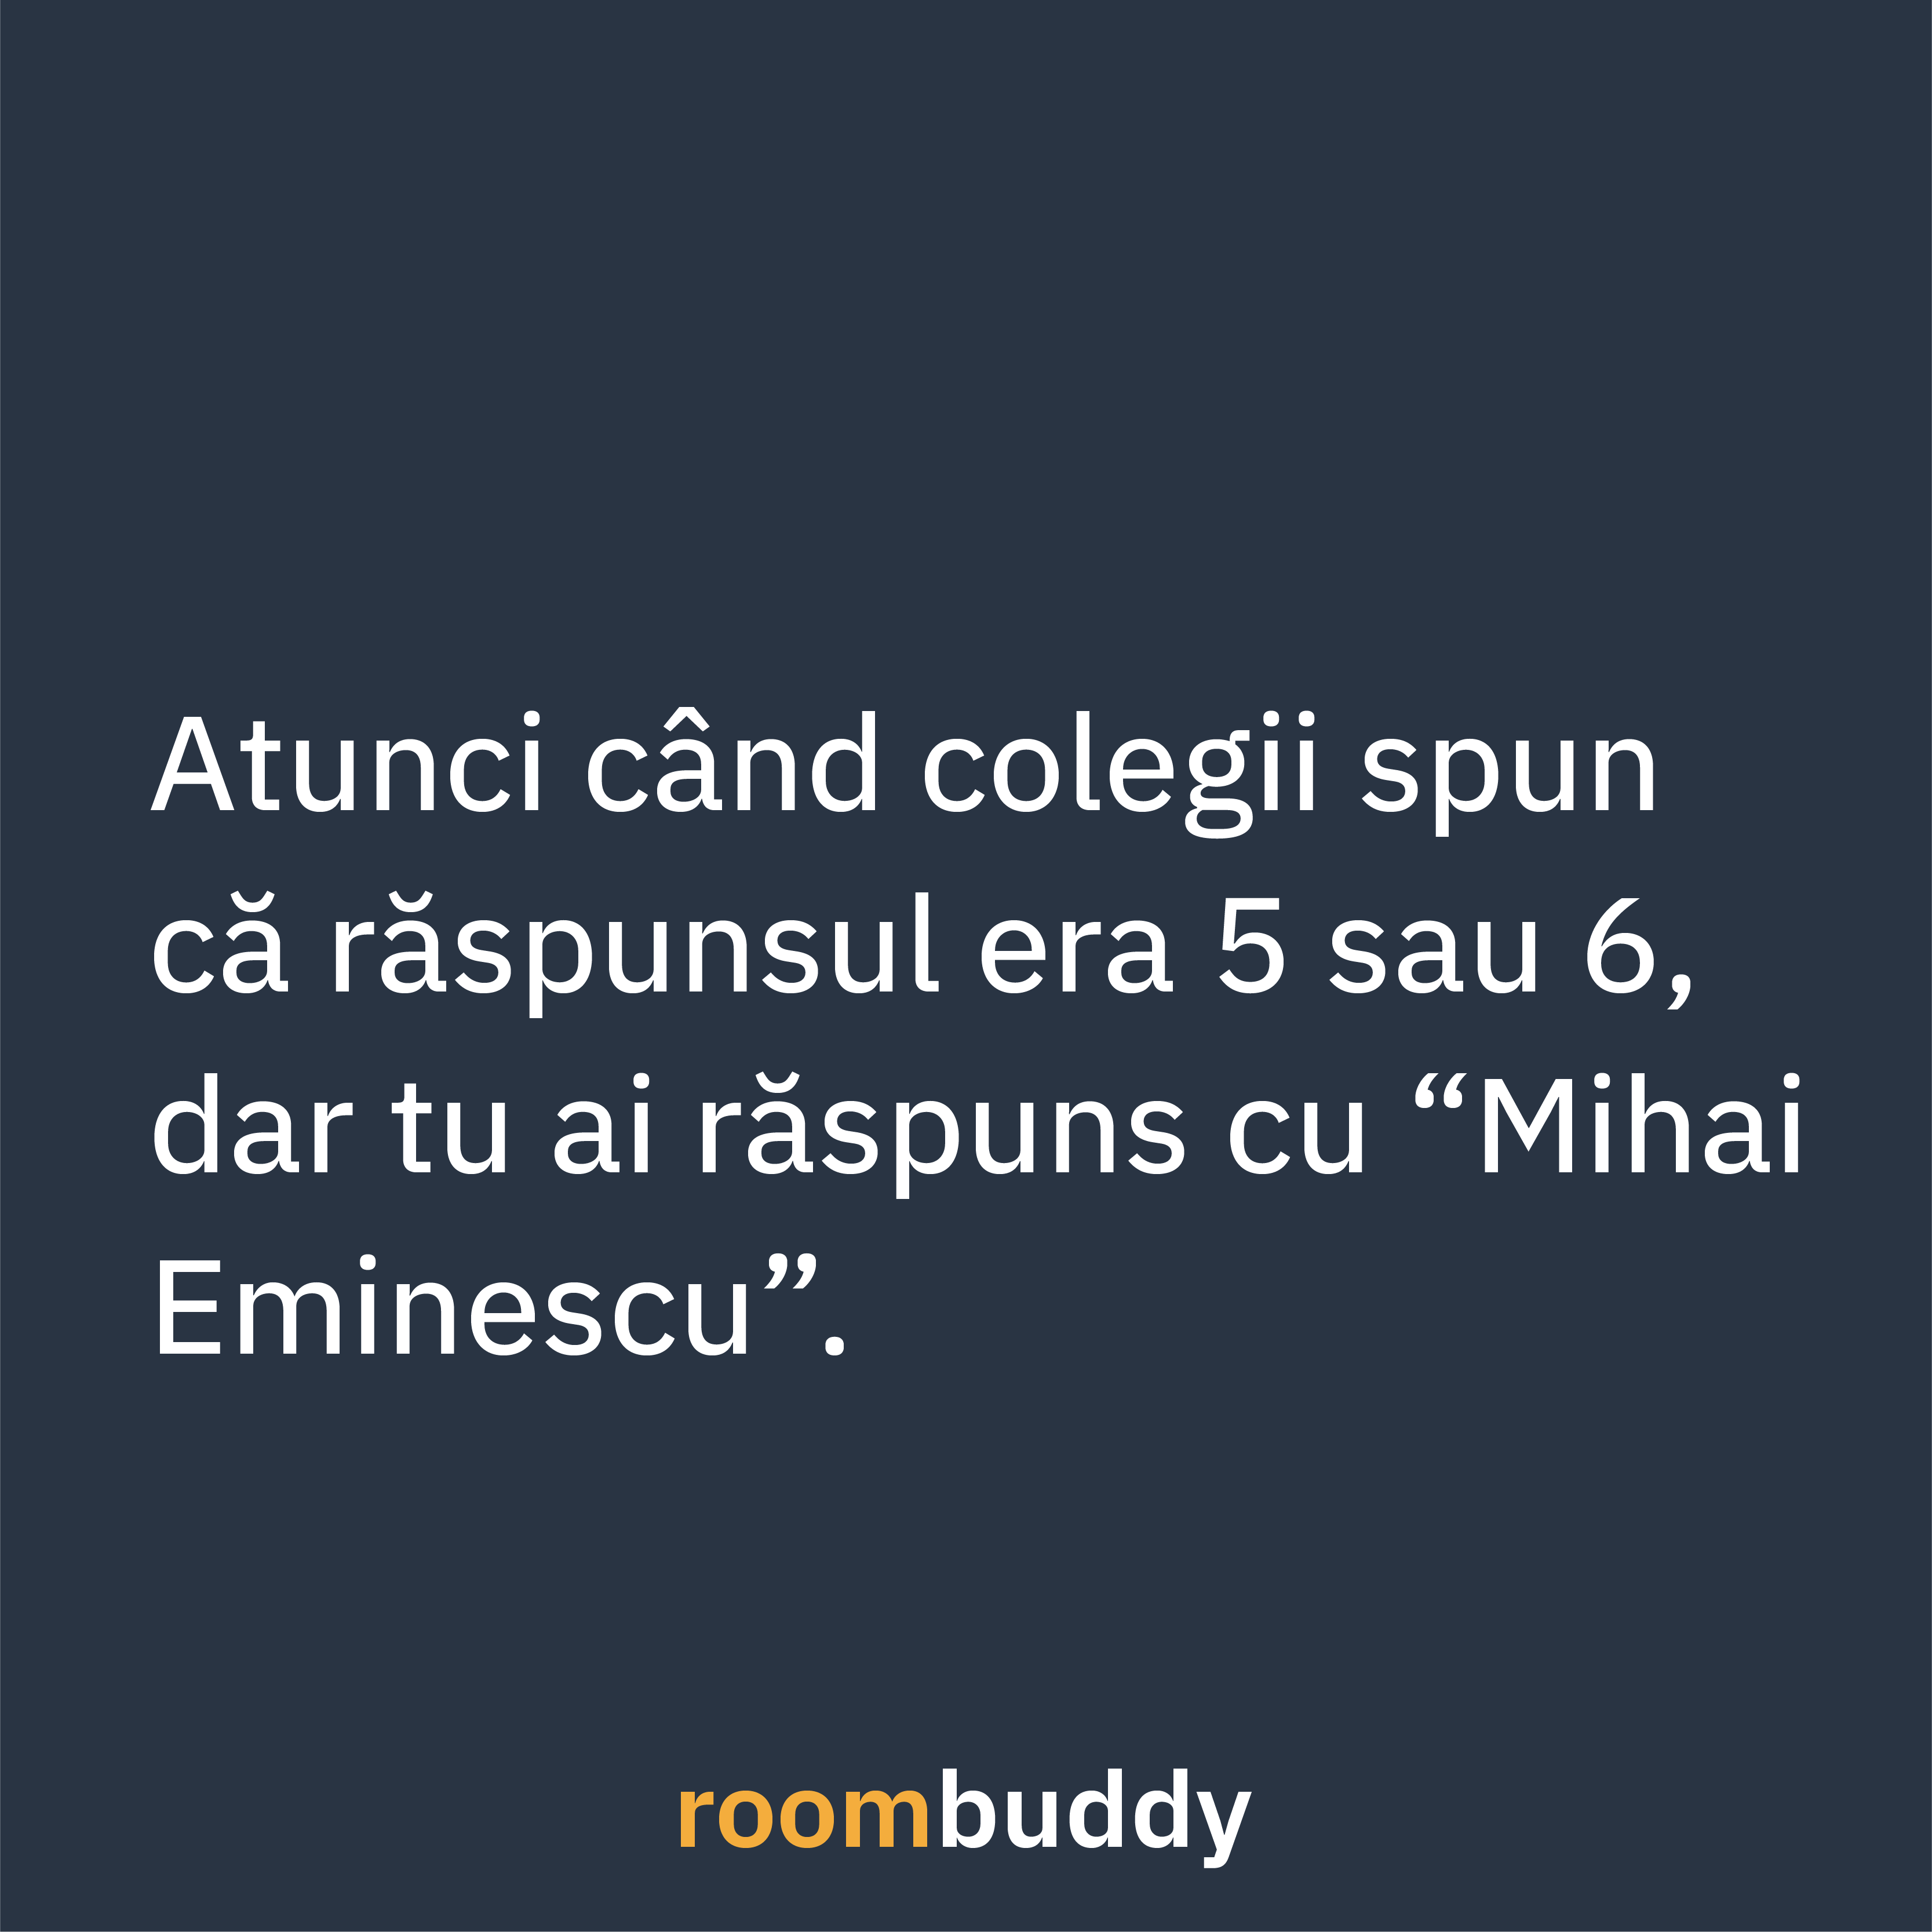 Atunci când colegii spun
că răspunsul era 5 sau 6,
dar tu ai răspuns cu “Mihai
Eminescu”.
roombuddy